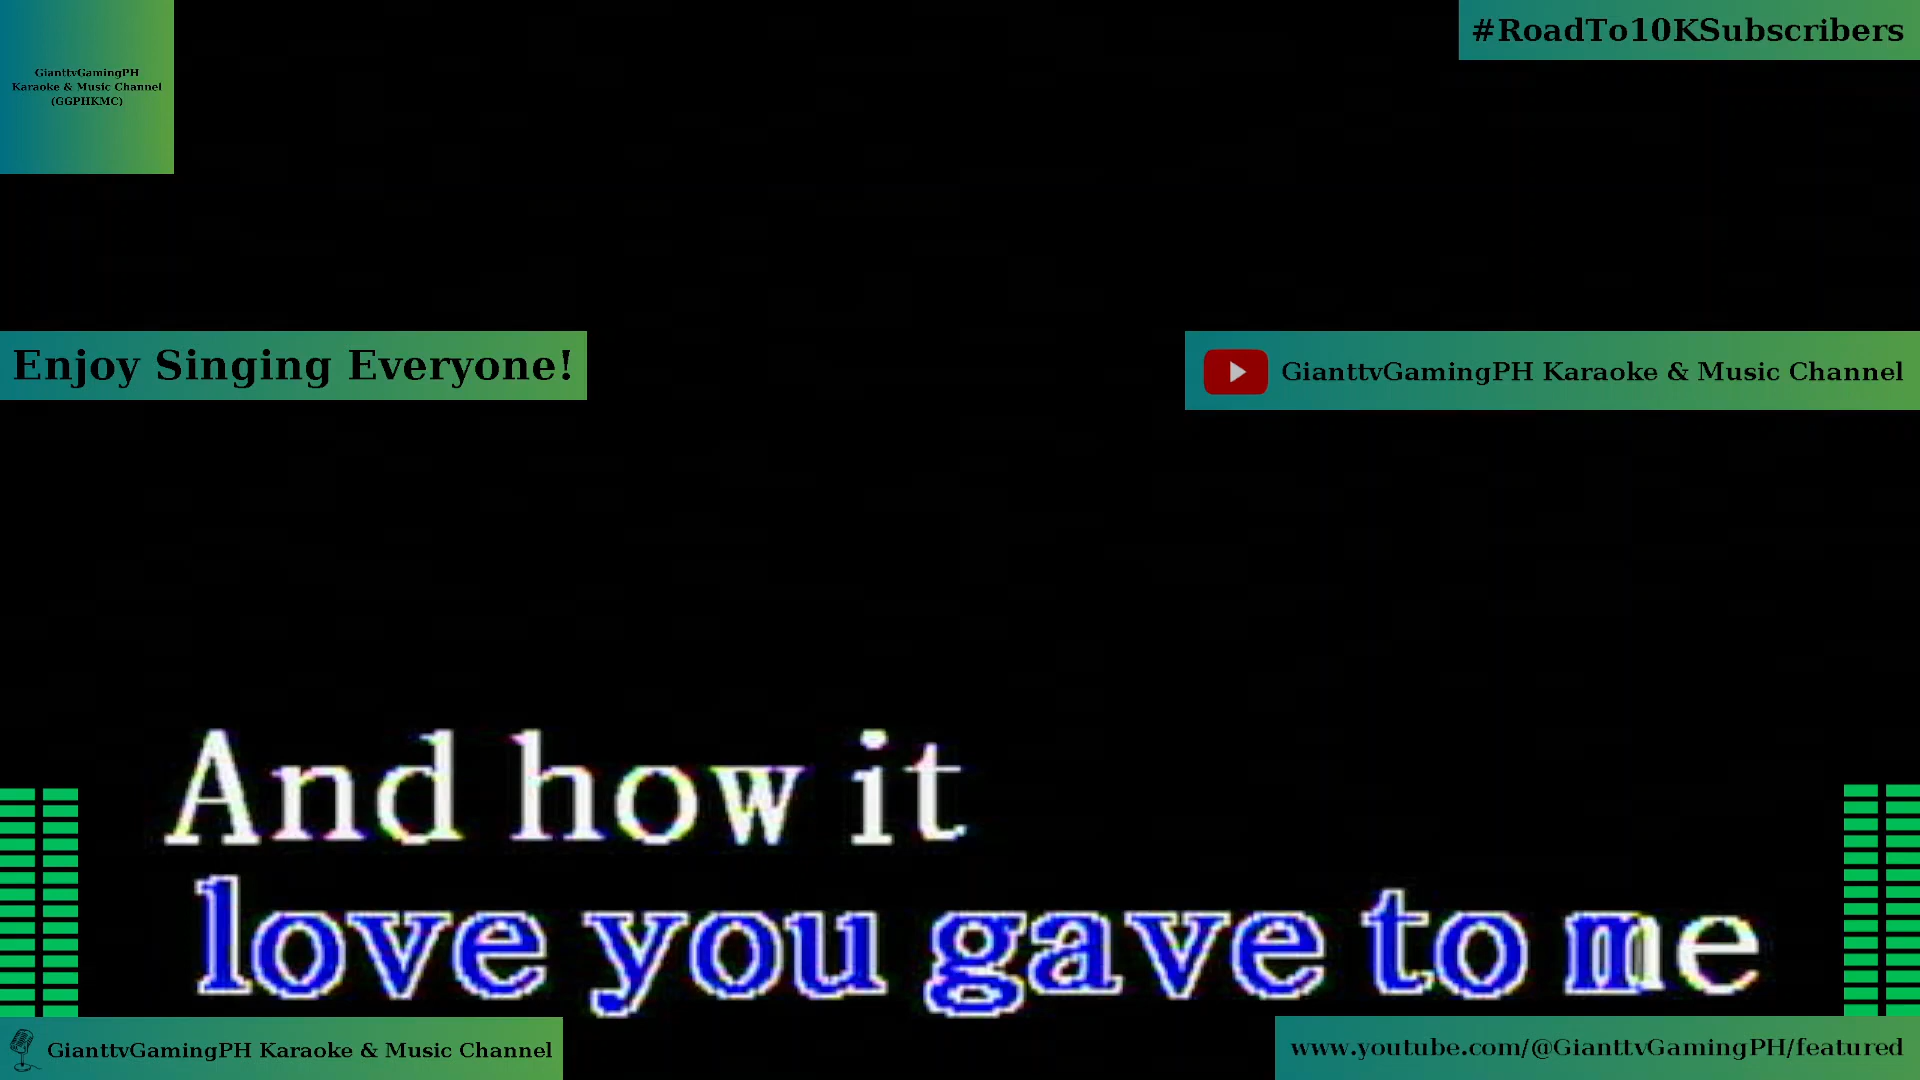 GianttvGamingPH
Karaoke & Music Channel
(GGPHKMC)
#RoadTo10KSubscribers
Enjoy Singing Everyone!
GianttvGamingPH Karaoke & Music Channel
And how it
love you gave to me
GianttvGamingPH Karaoke & Music Channel
www.youtube.com/@GianttvGamingPH/featured